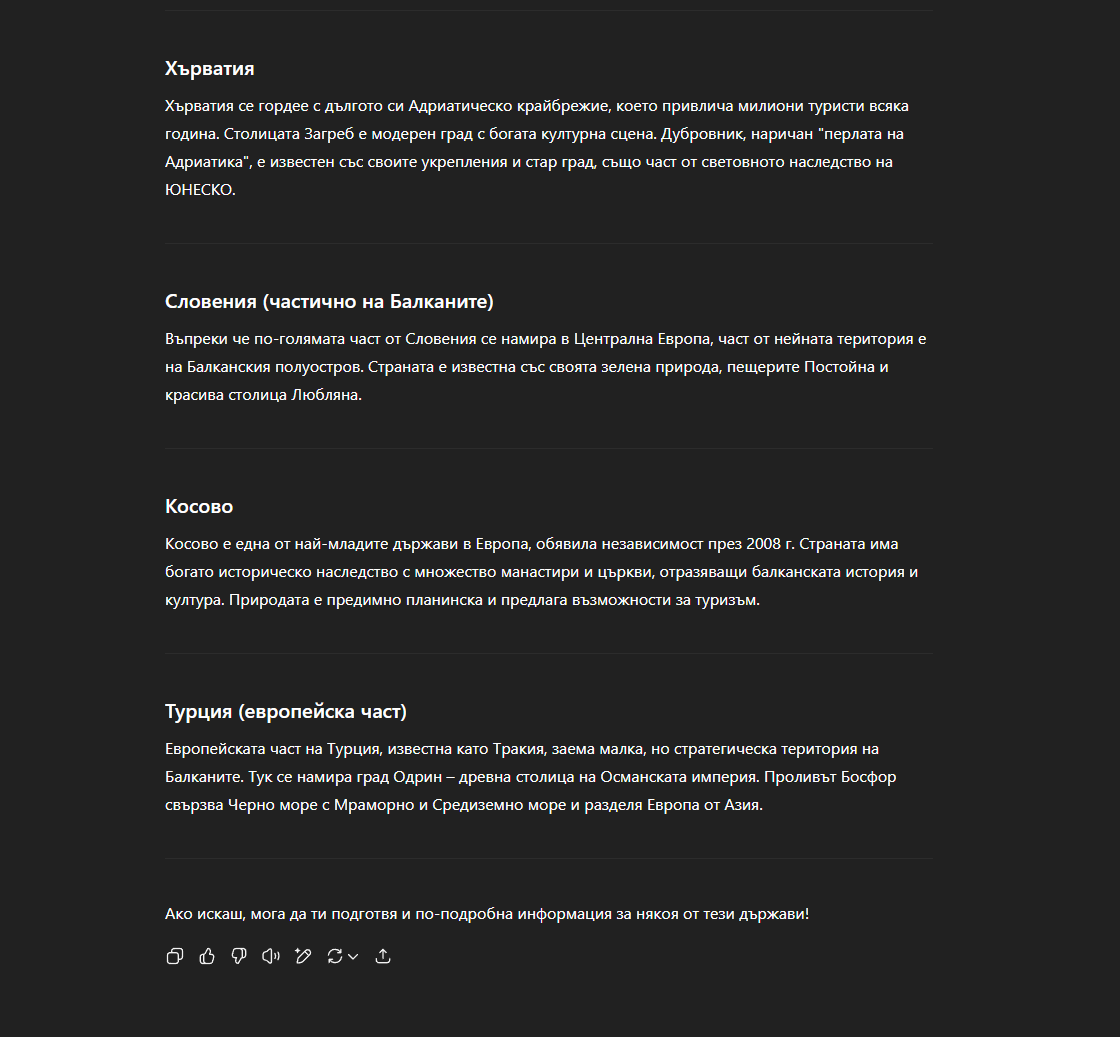 Хърватия
Хърватия се гордее с дългото си Адриатическо крайбрежие, което привлича милиони туристи всяка
година. Столицата Загреб е модерен град с богата културна сцена. Дубровник, наричан "перлата на
Адриатика", е известен със своите укрепления и стар град, също част от световното наследство на
ЮНЕСКО.
Словения (частично на Балканите)
Въпреки че по-голямата част от Словения се намира в Централна Европа, част от нейната територия е
на Балканския полуостров. Страната е известна със своята зелена природа, пещерите Постойна и
красива столица Любляна.
Косово
Косово е една от най-младите държави в Европа, обявила независимост през 2008 г. Страната има
богато историческо наследство с множество манастири и църкви, отразяващи балканската история и
култура. Природата е предимно планинска и предлага възможности за туризъм.
Турция (европейска част)
Европейската част на Турция, известна като Тракия, заема малка, но стратегическа територия на
Балканите. Тук се намира град Одрин – древна столица на Османската империя. Проливът Босфор
свързва Черно море с Мраморно и Средиземно море и разделя Европа от Азия.
Ако искаш, мога да ти подготвя и по-подробна информация за някоя от тези държави!